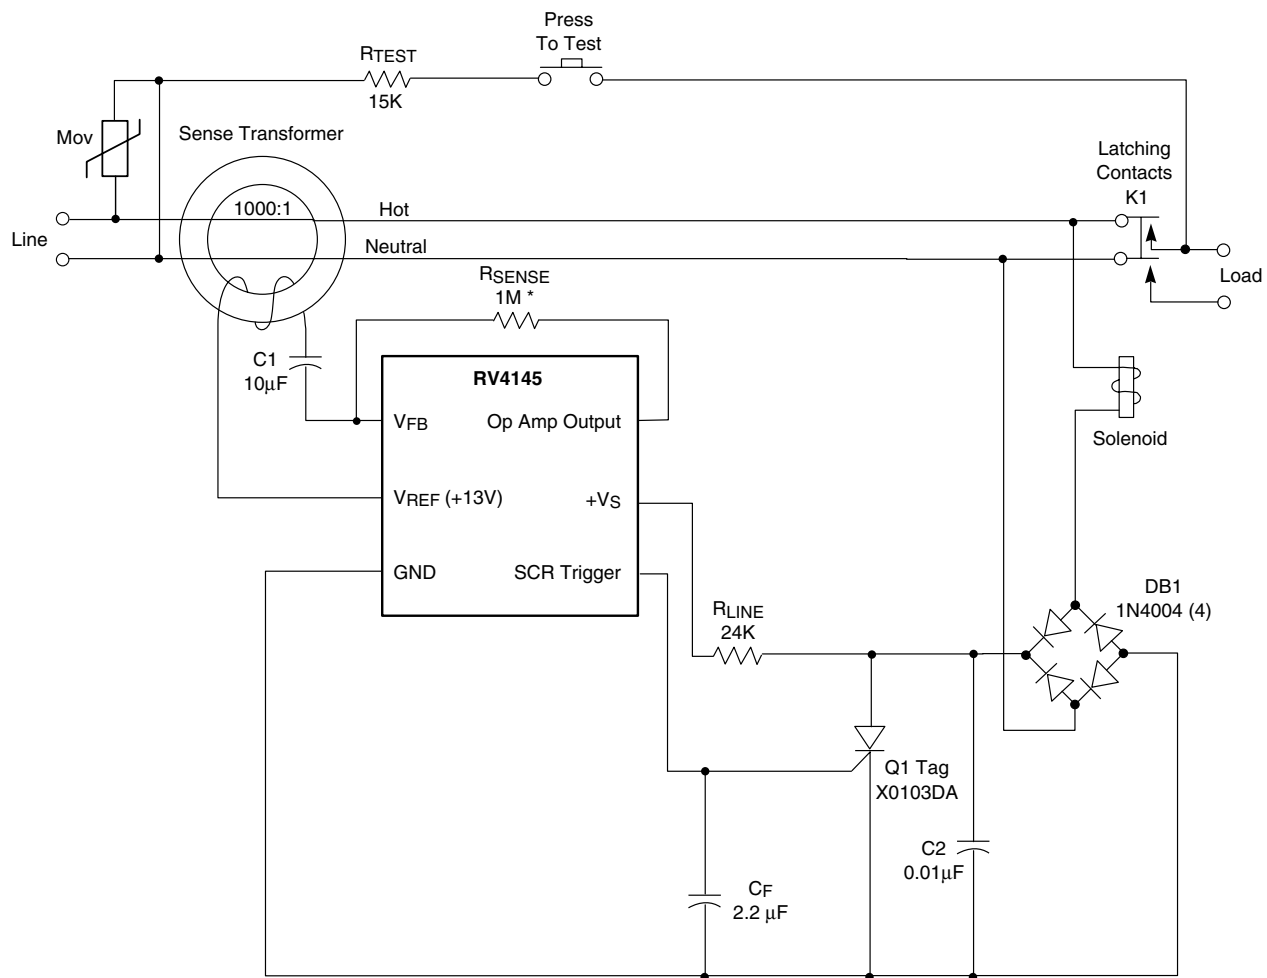 Press
To Test
RTEST
15K
Mov
Sense Transformer
Latching
Contacts
K1
1000:1
Hot
Line
Neutral
Load
RSENSE
1M *
C1
10μF
RV4145
VFB
Op Amp Output
Solenoid
VREF (+13V)
+VS
GND
SCR Trigger
DB1
1N4004 (4)
RLINE
24K
Q1 Tag
X0103DA
C2
0.01μF
CF
2.2 μF